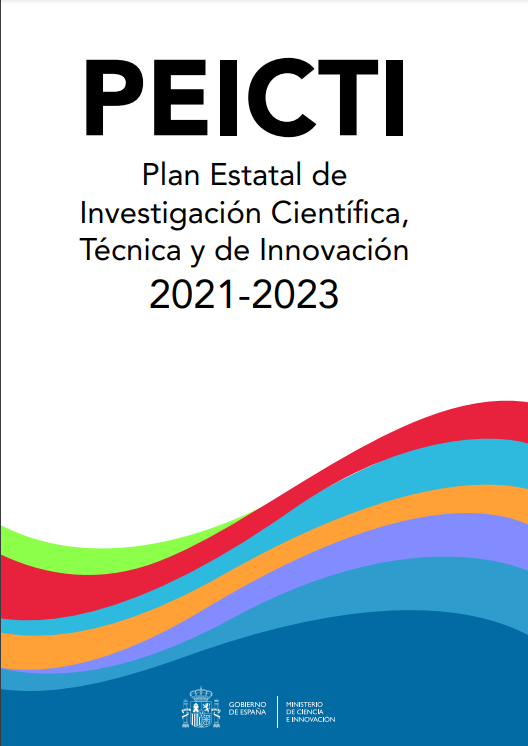 PEICTI
Plan Estatal de
Investigación Científica,
Técnica y de Innovación
2021-2023
GOBIERNO
DE ESPAÑA
MINISTERIO
DE CIENCIA
E INNOVACIÓN